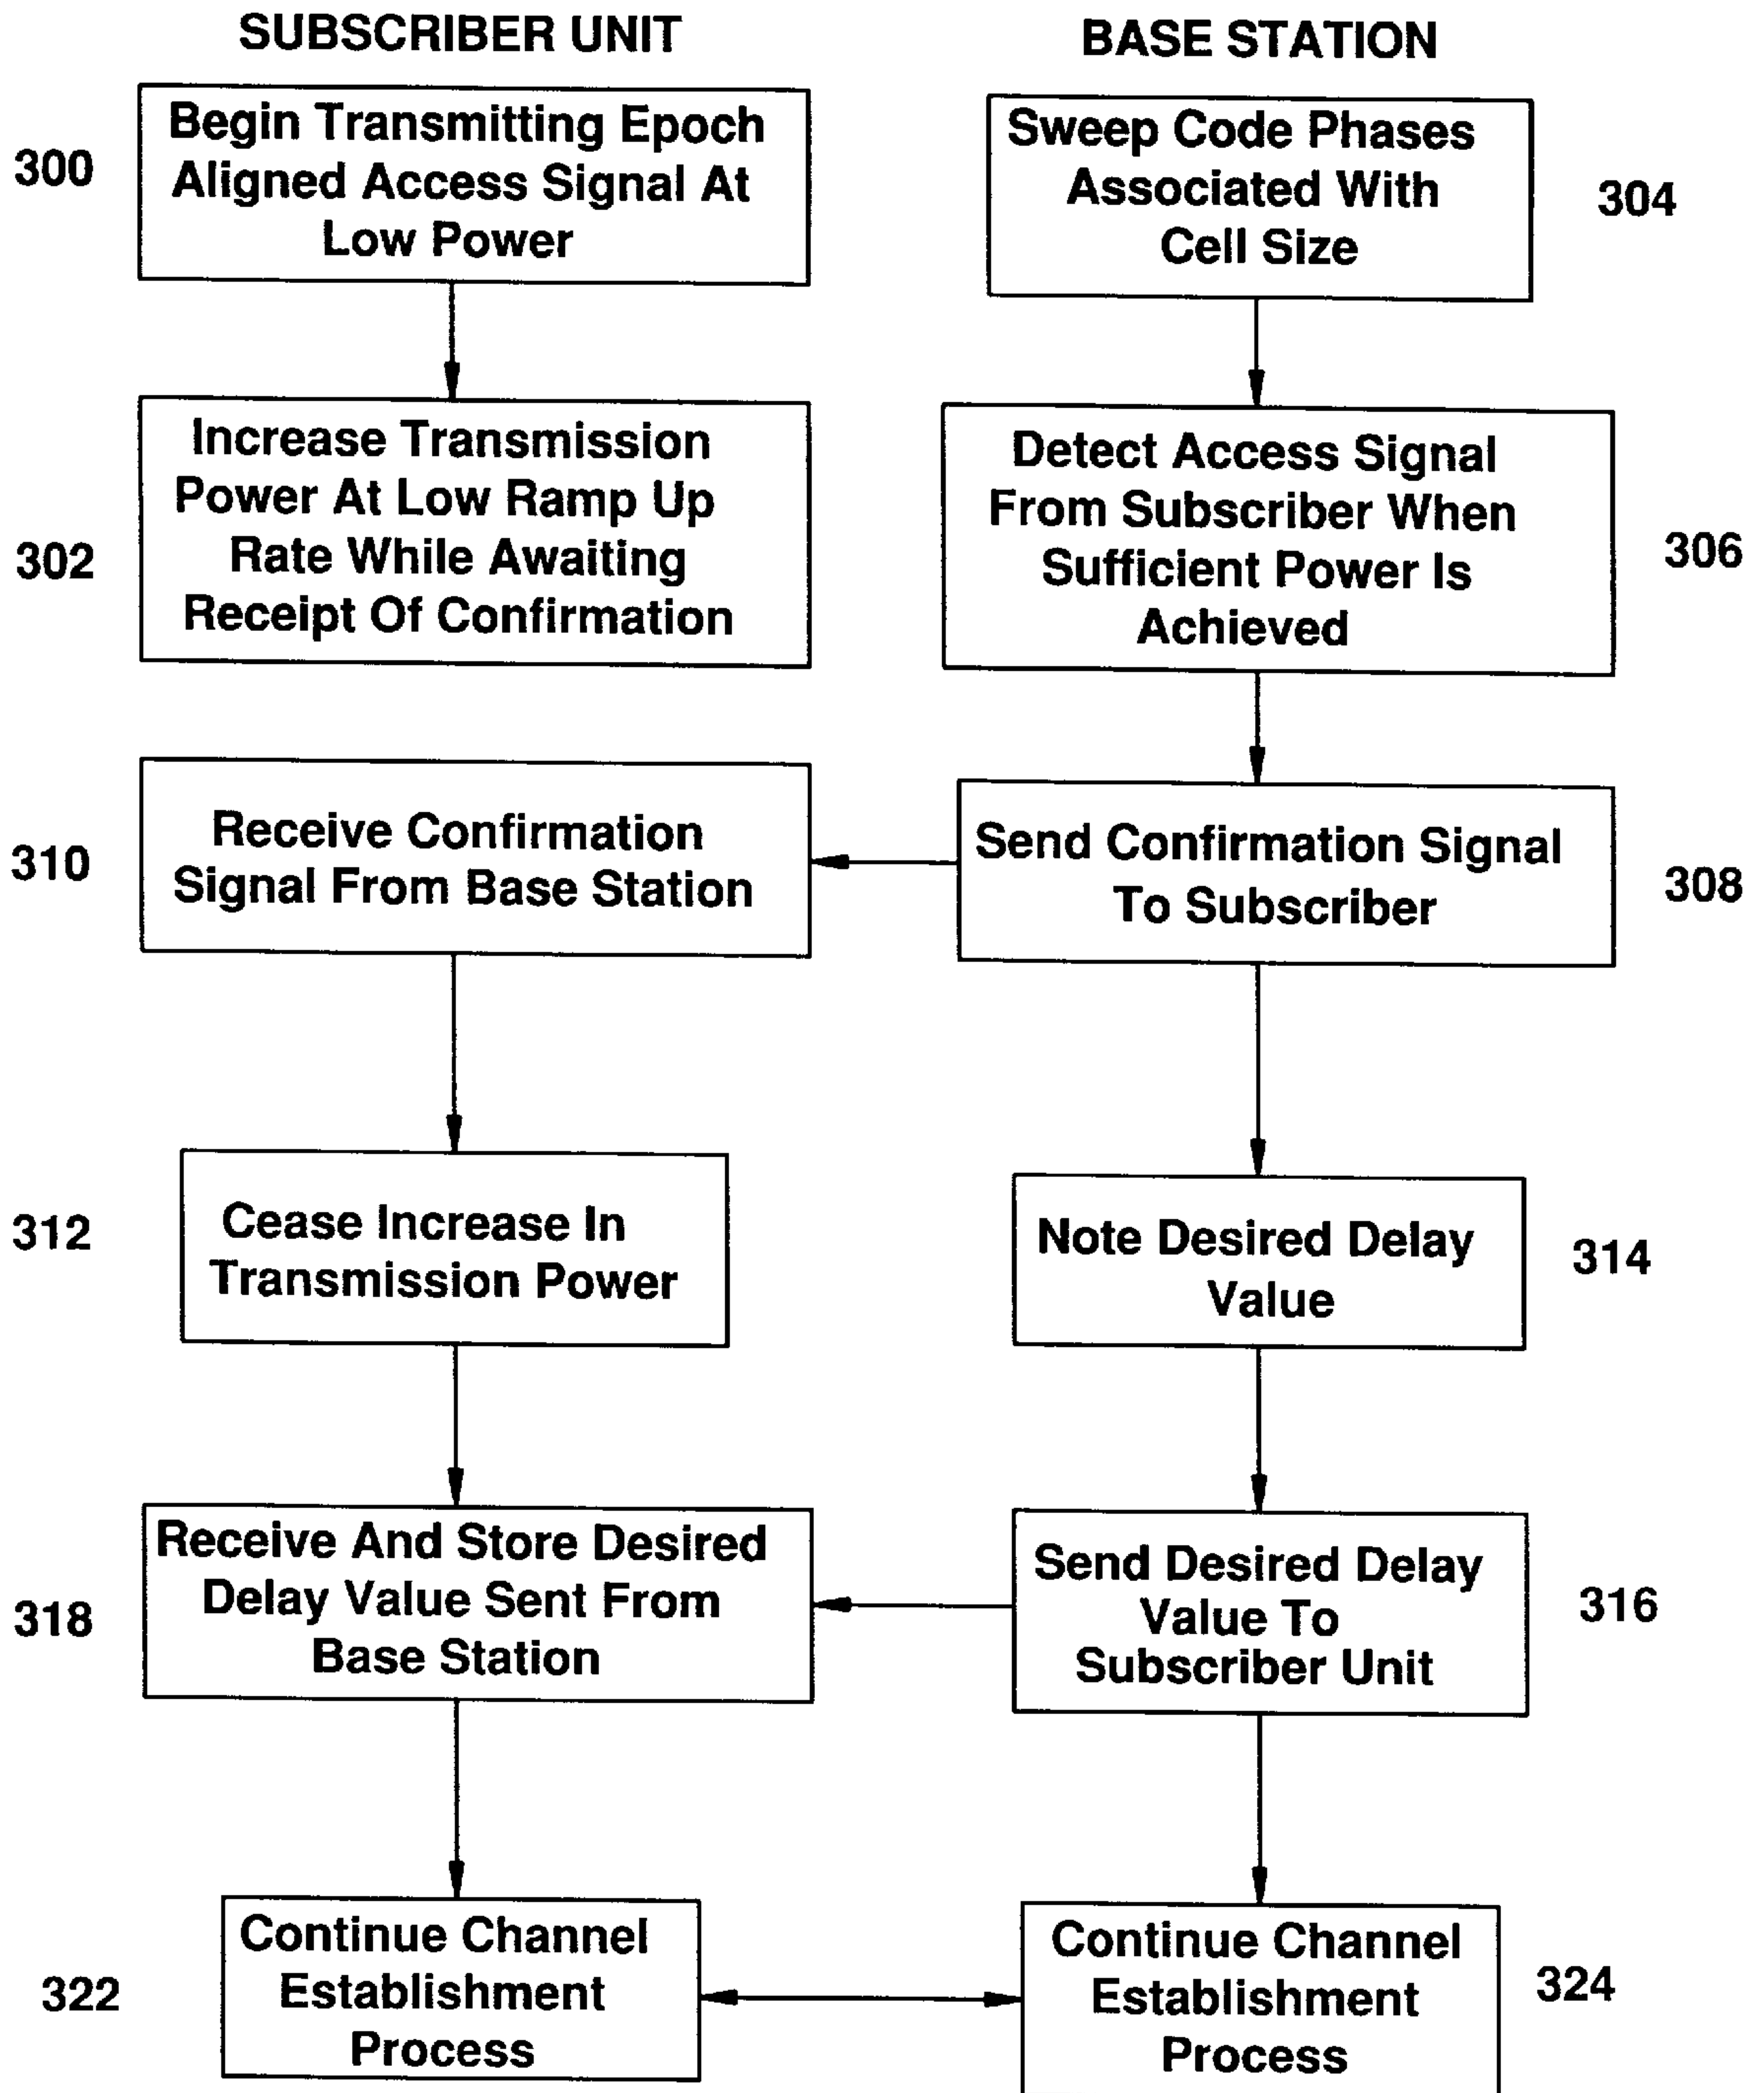 SUBSCRIBER UNIT
BASE STATION
300
Begin Transmitting Epoch
Aligned Access Signal At
Low Power
Sweep Code Phases
Associated With
Cell Size
304
302
Increase Transmission
Power At Low Ramp Up
Rate While Awaiting
Receipt Of Confirmation
Detect Access Signal
From Subscriber When
Sufficient Power Is
Achieved
306
310
Receive Confirmation
Signal From Base Station
Send Confirmation Signal
To Subscriber
308
312
Cease Increase In
Transmission Power
Note Desired Delay
Value
314
318
Receive And Store Desired
Delay Value Sent From
Base Station
Send Desired Delay
Value To
Subscriber Unit
316
322
Continue Channel
Establishment
Process
Continue Channel
Establishment
Process
324